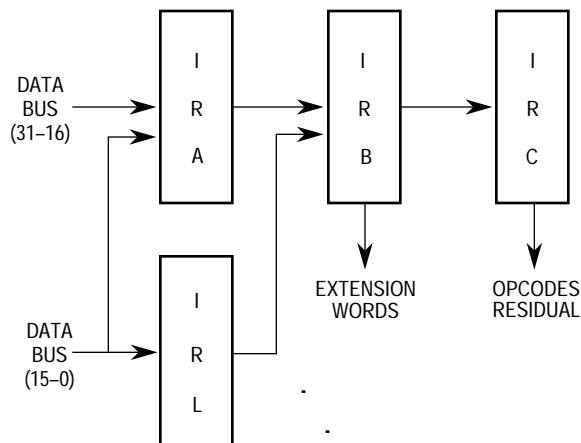 DATA
BUS
(31–16)
I
R
A
I
R
B
I
R
C
EXTENSION
WORDS
OPCODES
RESIDUAL
DATA
BUS
(15–0)
I
R
L